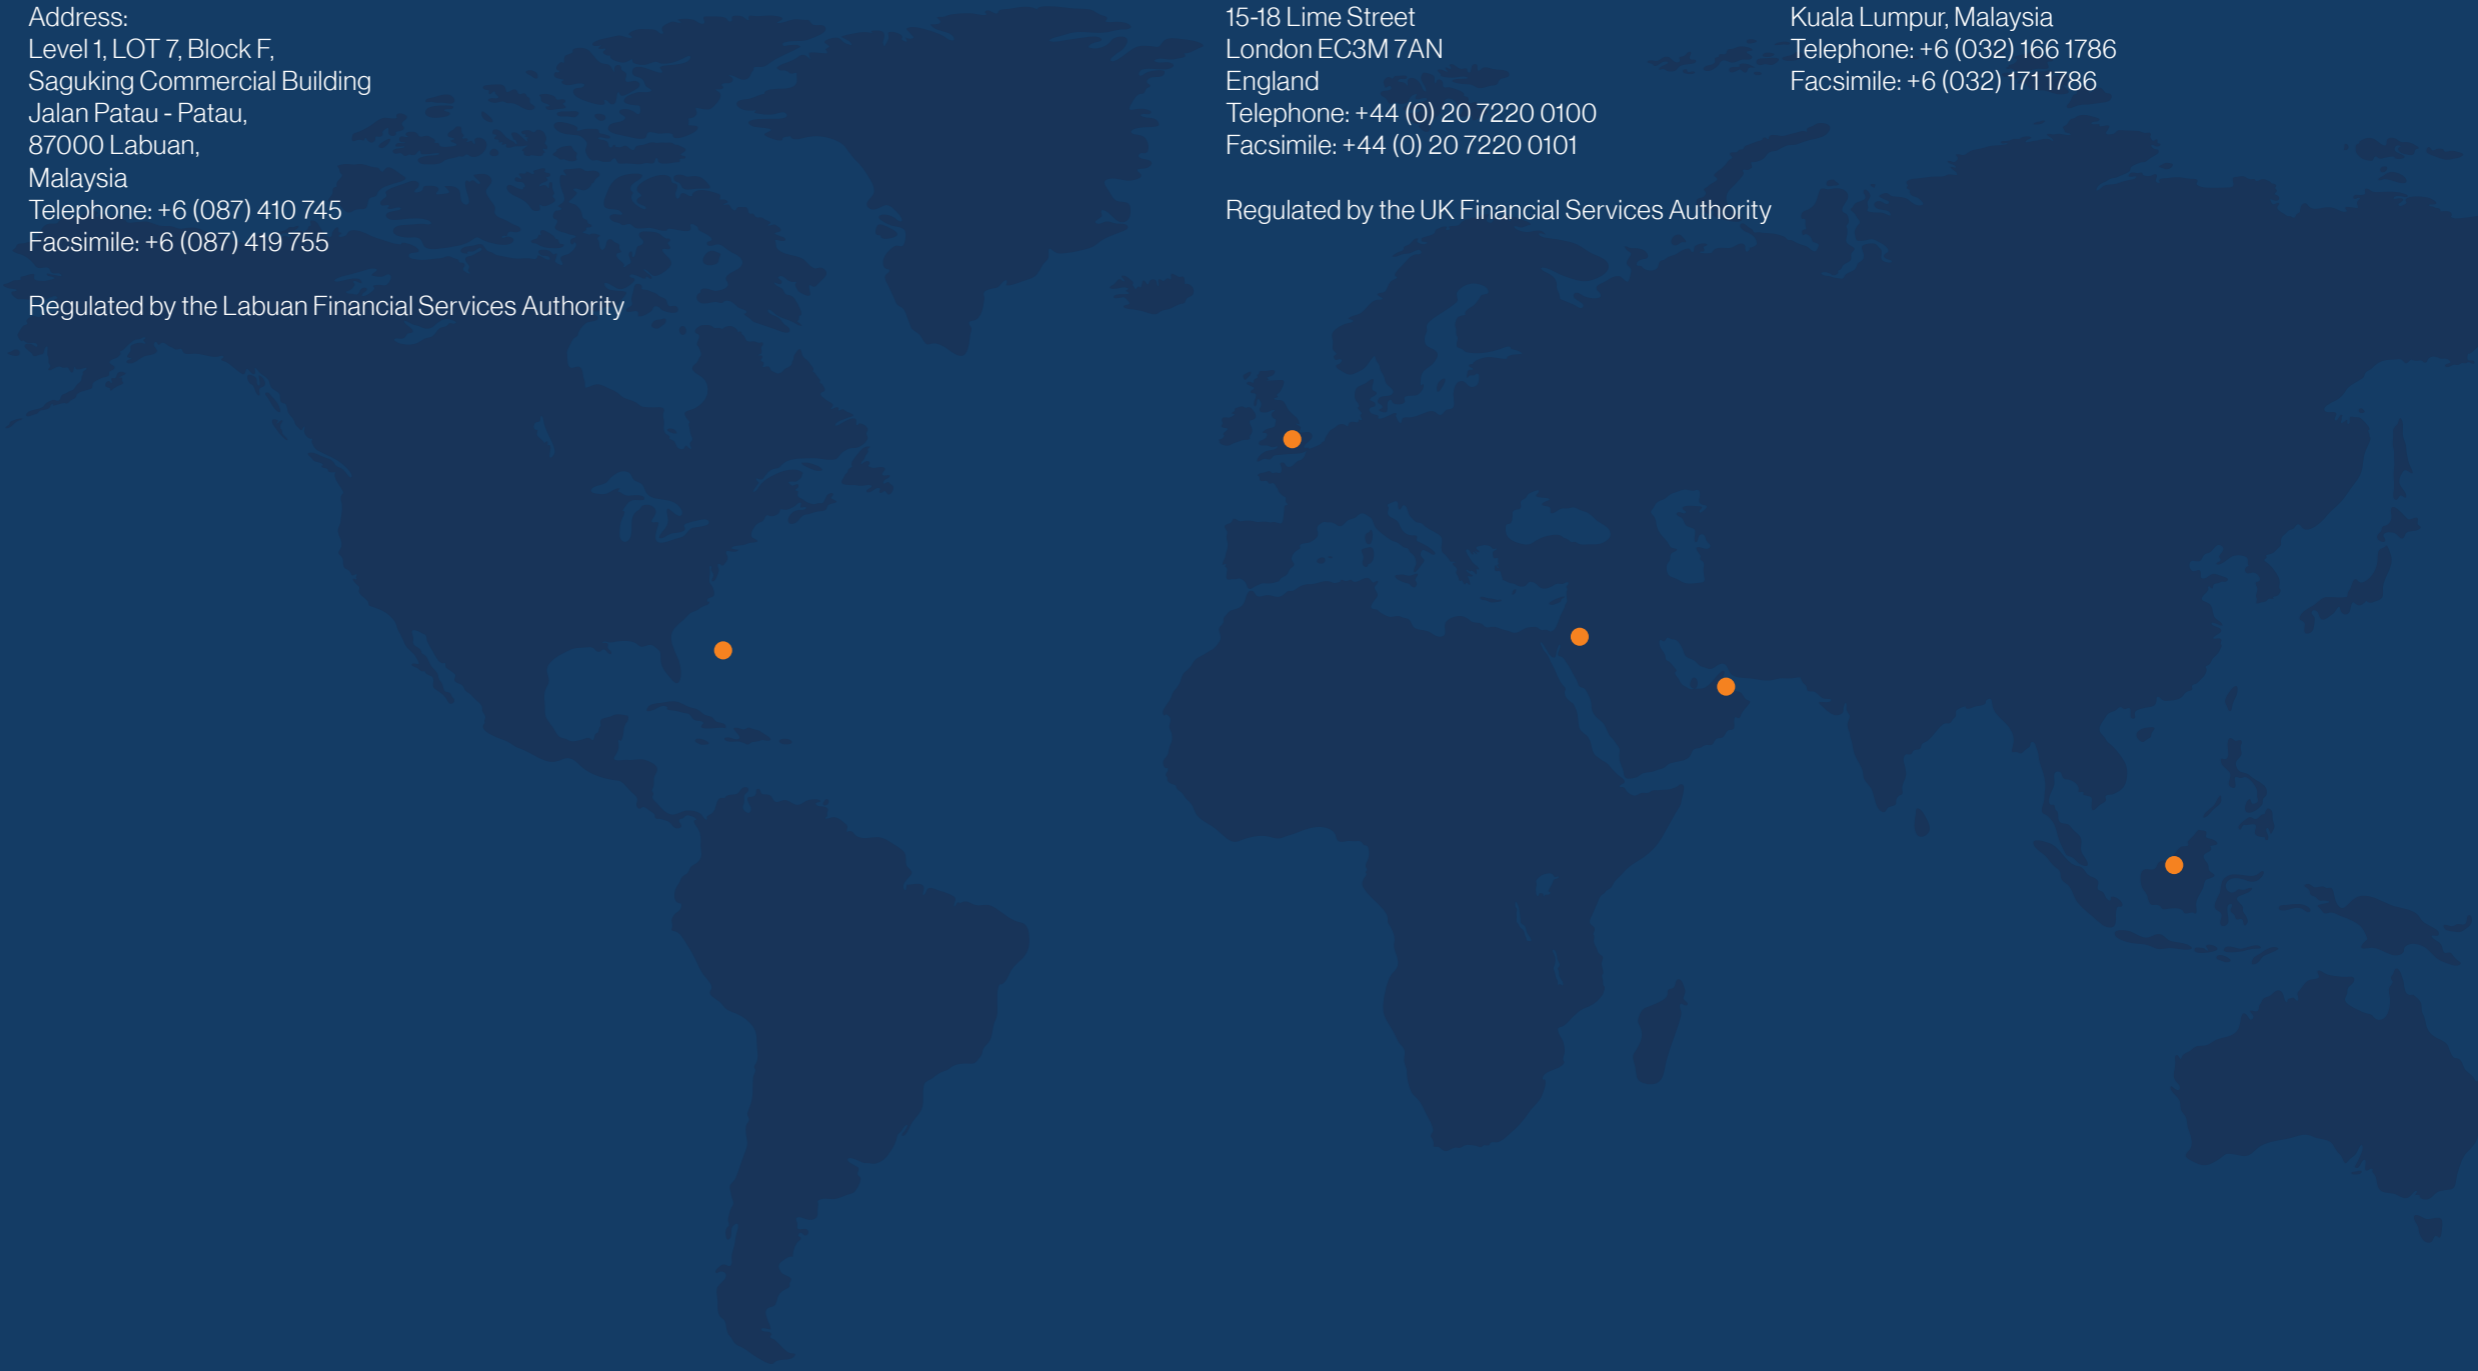 Address:
Level 1, LOT 7, Block F,
Saguking Commercial Building
Jalan Patau - Patau,
87000 Labuan,
Malaysia
Telephone: +6 (087) 410 745
Facsimile: +6 (087) 419 755
Regulated by the Labuan Financial Services Authority
15-18 Lime Street
London EC3M 7AN
England
Telephone: +44 (0) 20 7220 0100
Facsimile: +44 (0) 20 7220 0101
Regulated by the UK Financial Services Authority
Kuala Lumpur, Malaysia
Telephone: +6 (032) 166 1786
Facsimile: +6 (032) 171 1786